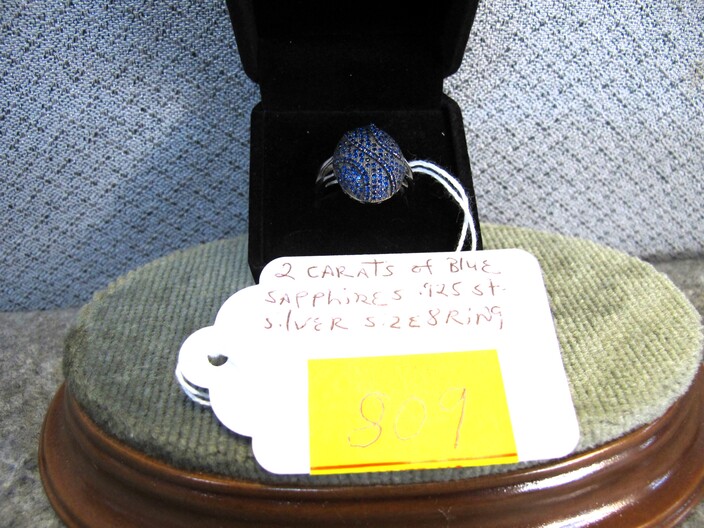 2 CARATS of BluE
SAPPHIRES .925 St.
SilVER SIZE 8 RiNg
809